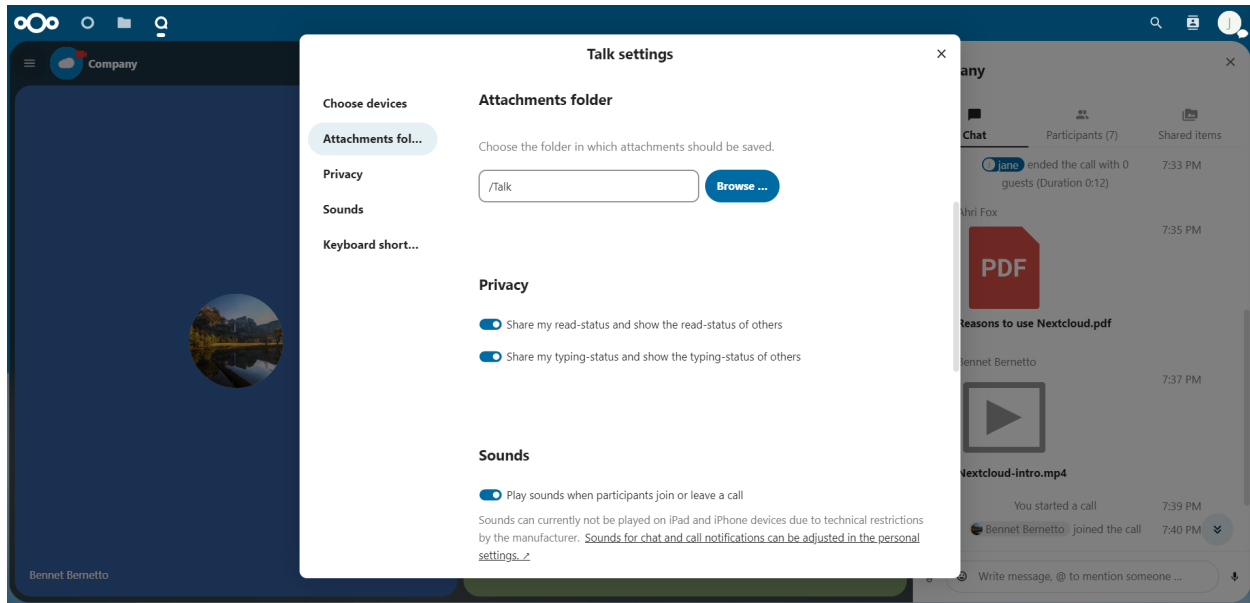 J
Company
Talk settings
any
Choose devices
Attachments fol...
Privacy
Sounds
Keyboard short...
Attachments folder
Choose the folder in which attachments should be saved.
/Talk
Browse ...
Privacy
Share my read-status and show the read-status of others
Share my typing-status and show the typing-status of others
Sounds
Play sounds when participants join or leave a call
Sounds can currently not be played on iPad and iPhone devices due to technical restrictions
by the manufacturer. Sounds for chat and call notifications can be adjusted in the personal
settings. ↗
Chat
Participants (7)
Shared items
J jane ended the call with 0 7:33 PM
guests (Duration 0:12)
Ahri Fox
7:35 PM
PDF
Reasons to use Nextcloud.pdf
Bennet Bernetto
7:37 PM
Nextcloud-intro.mp4
You started a call 7:39 PM
Bennet Bernetto joined the call 7:40 PM
Write message, @ to mention someone ...
Bennet Bernetto